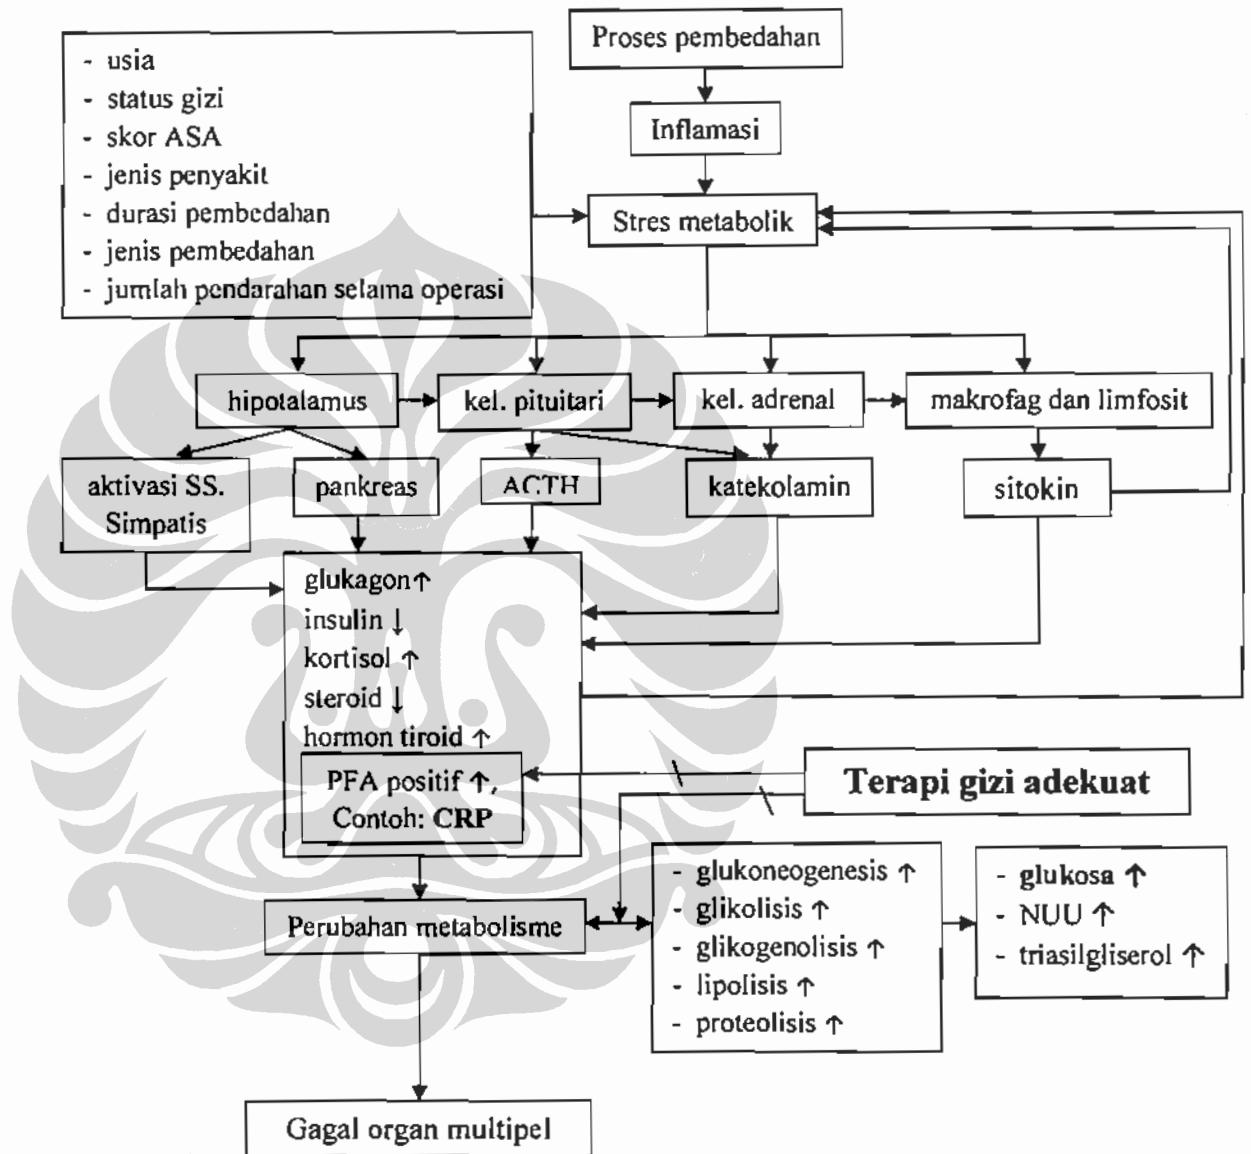 Proses pembedahan
- usia
- status gizi
- skor ASA
- jenis penyakit
- durasi pembedahan
- jenis pembedahan
- jumlah pendarahan selama operasi
Inflamasi
Stres metabolik
hipotalamus
kel. pituitari
kel. adrenal
makrofag dan limfosit
aktivasi SS.
Simpatis
pankreas
ACTH
katekolamin
sitokin
glukagon↑
insulin ↓
kortisol ↑
steroid ↓
hormon tiroid ↑
PFA positif ↑,
Contoh: CRP
Terapi gizi adekuat
Perubahan metabolisme
- glukoneogenesis ↑
- glikolisis ↑
- glikogenolisis ↑
- lipolisis ↑
- proteolisis ↑
- glukosa ↑
- NUU ↑
- triasilgliserol ↑
Gagal organ multipel